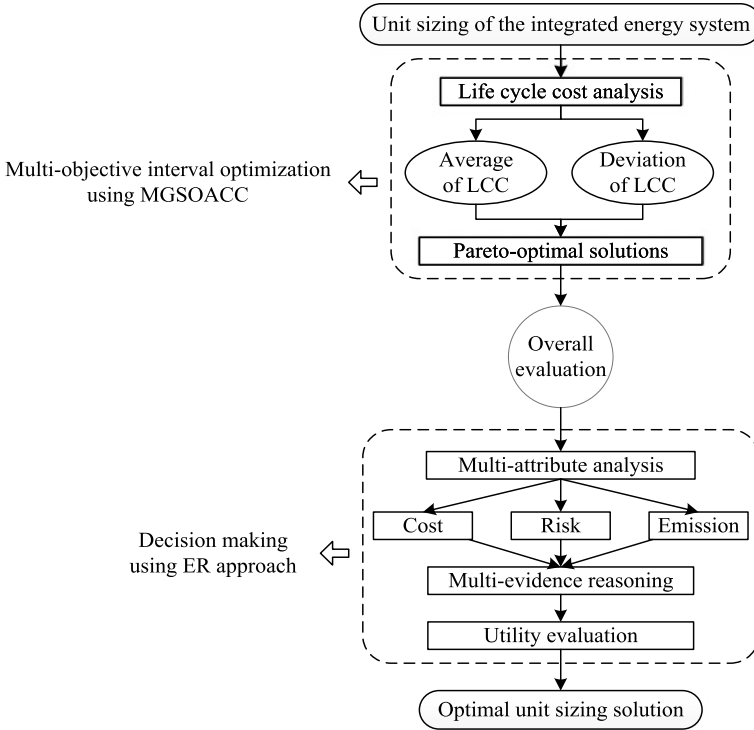 Unit sizing of the integrated energy system
Life cycle cost analysis
Average
of LCC
Deviation
of LCC
Multi-objective interval optimization
using MGSOACC
Pareto-optimal solutions
Overall
evaluation
Multi-attribute analysis
Cost
Risk
Emission
Decision making
using ER approach
Multi-evidence reasoning
Utility evaluation
Optimal unit sizing solution